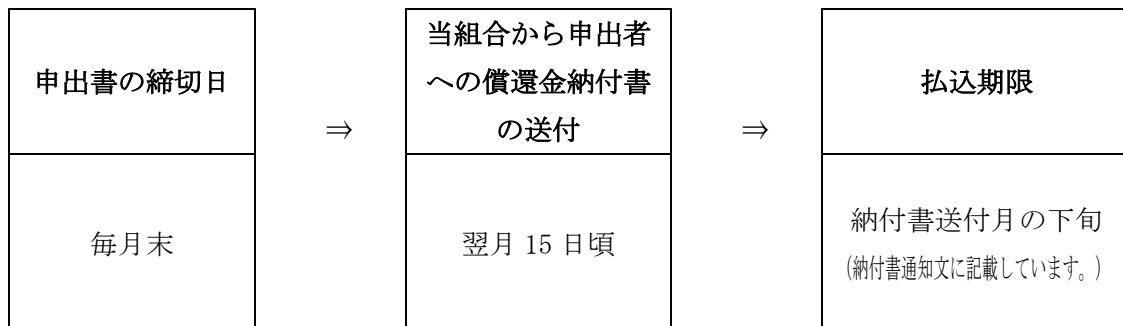 申出書の締切日
⇒
当組合から申出者
への償還金納付書
の送付
⇒
払込期限
毎月末
翌月 15 日頃
納付書送付月の下旬
(納付書通知文に記載しています。)